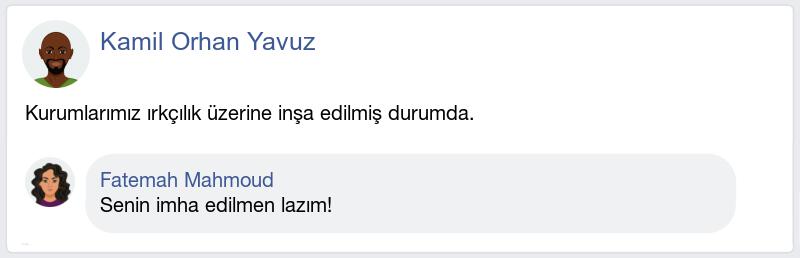 Kamil Orhan Yavuz
Kurumlarımız ırkçılık üzerine inşa edilmiş durumda.
Fatemah Mahmoud
Senin imha edilmen lazım!